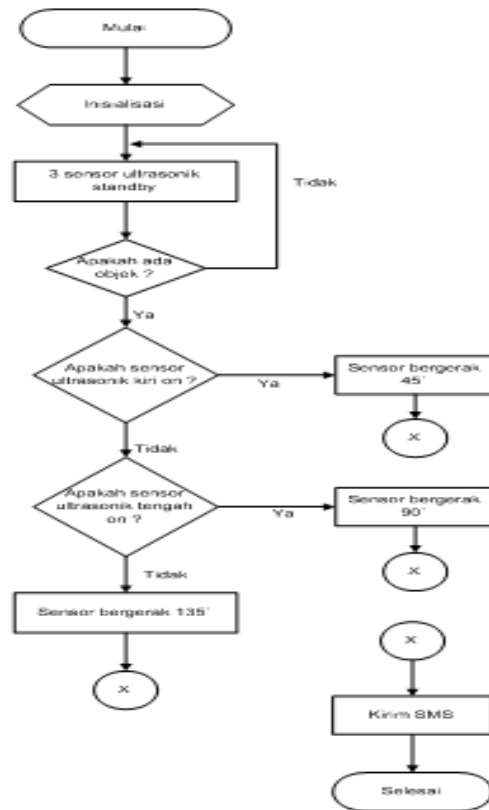 Mulai
Inisialisasi
3 sensor ultrasonik
standby
Tidak
Apakah ada
objek ?
Ya
Apakah sensor
ultrasonik kiri on ?
Ya
Sensor bergerak
45°
X
Tidak
Apakah sensor
ultrasonik tengah
on ?
Ya
Sensor bergerak
90°
X
Tidak
Sensor bergerak 135°
X
X
Kirim SMS
Selesai